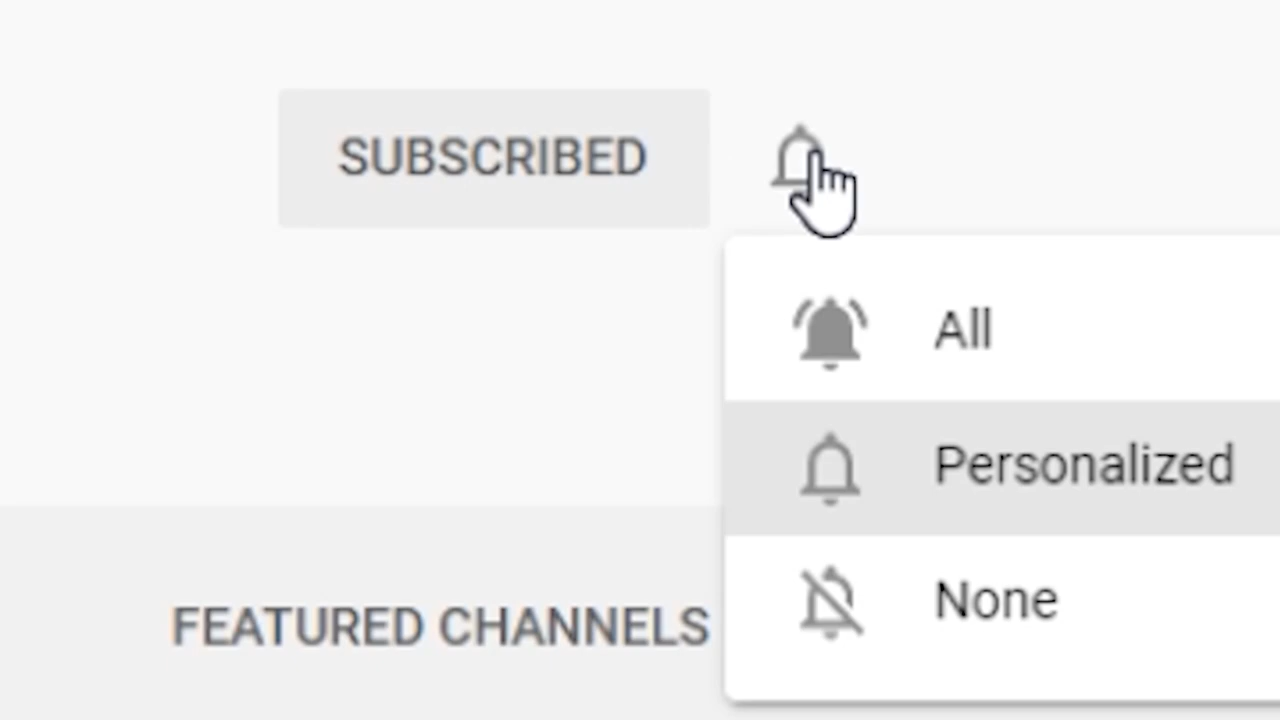 SUBSCRIBED
All
Personalized
None
FEATURED CHANNELS